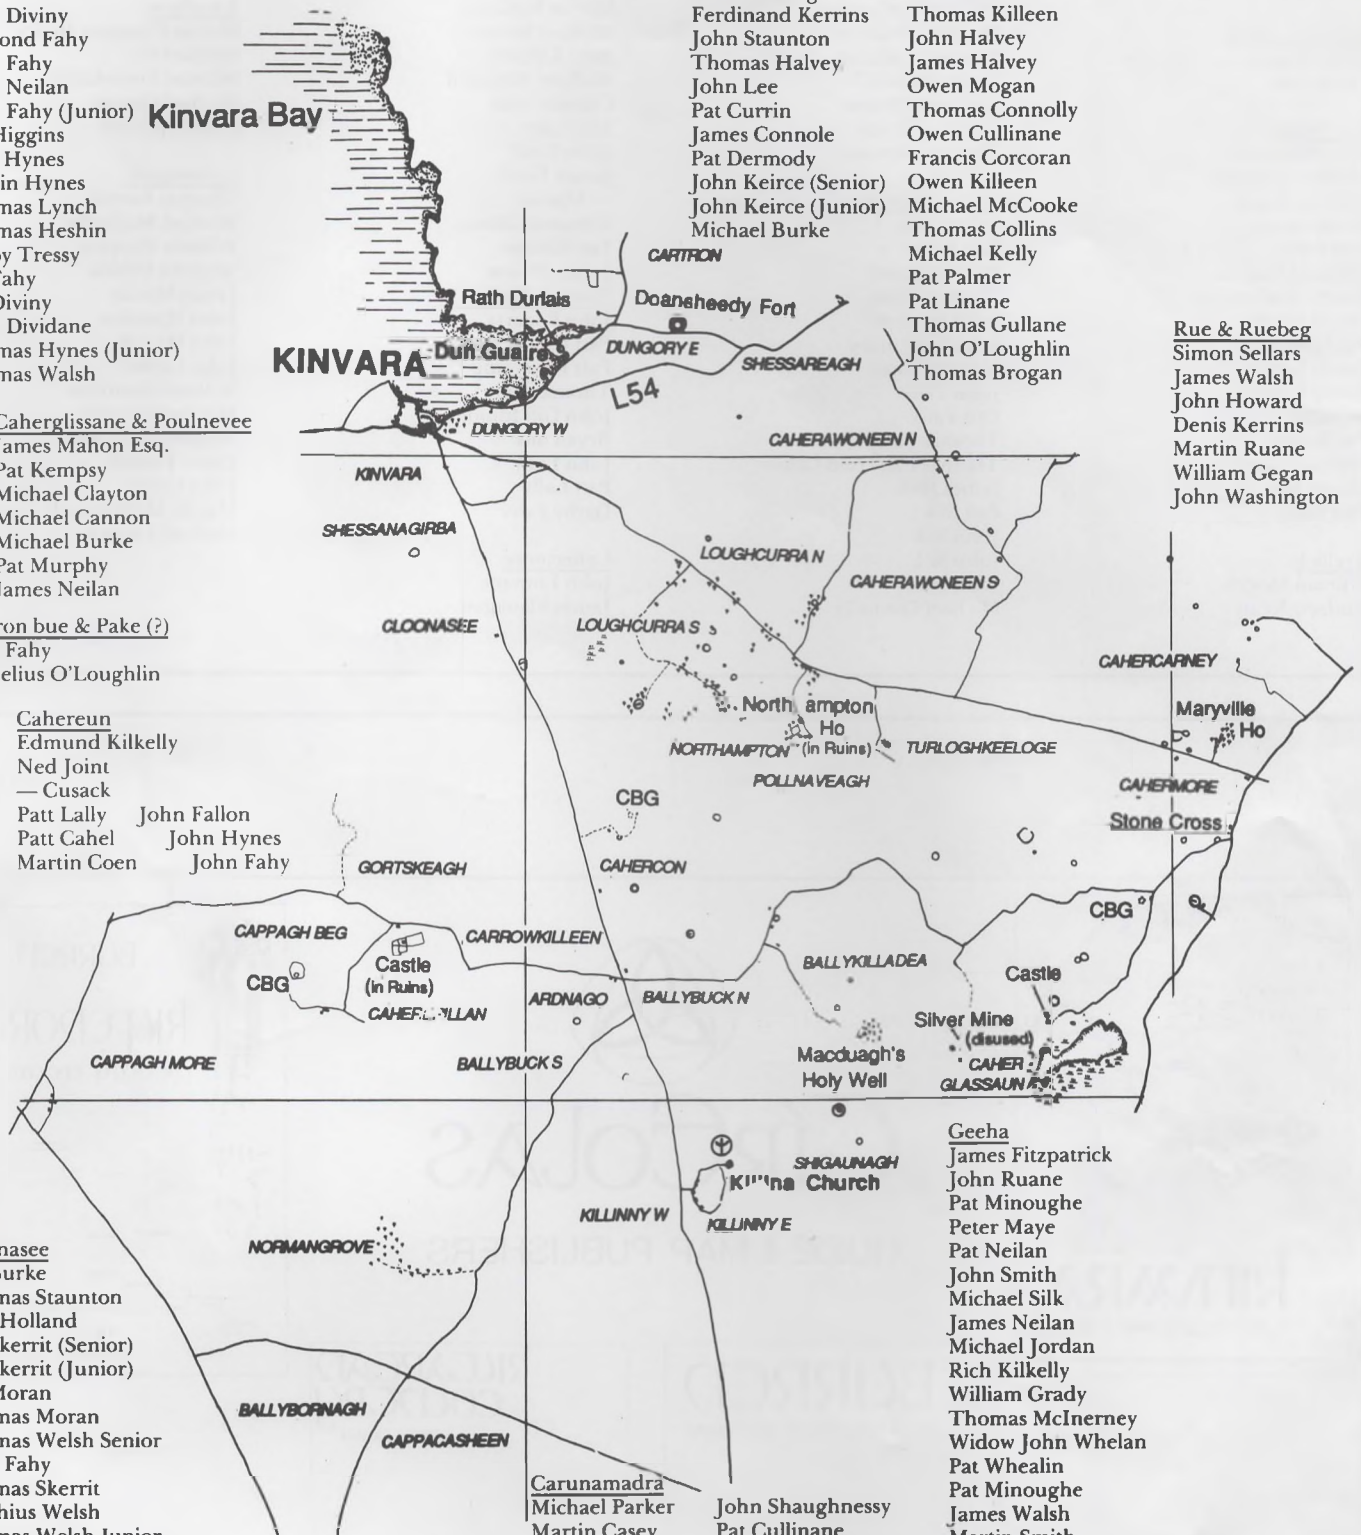 Diviny
ond Fahy
Fahy
Neilan
Fahy (Junior)
Higgins
Hynes
in Hynes
mas Lynch
mas Heshin
y Tressy
Fahy
Diviny
Dividane
mas Hynes (Junior)
mas Walsh
Caherglissane & Poulnevee
James Mahon Esq.
Pat Kempsy
Michael Clayton
Michael Cannon
Michael Burke
Pat Murphy
James Neilan
ron bue & Pake (?)
Fahy
elius O'Loughlin
Cahereun
Edmund Kilkelly
Ned Joint
— Cusack
Patt Lally John Fallon
Patt Cahel John Hynes
Martin Coen John Fahy
Ferdinand Kerrins
John Staunton
Thomas Halvey
John Lee
Pat Currin
James Connole
Pat Dermody
John Keirce (Senior)
John Keirce (Junior)
Michael Burke
Thomas Killeen
John Halvey
James Halvey
Owen Mogan
Thomas Connolly
Owen Cullinane
Francis Corcoran
Owen Killeen
Michael McCooke
Thomas Collins
Michael Kelly
Pat Palmer
Pat Linane
Thomas Gullane
John O'Loughlin
Thomas Brogan
Rue & Ruebeg
Simon Sellars
James Walsh
John Howard
Denis Kerrins
Martin Ruane
William Gegan
John Washington
Kinvara Bay
CARTRON
Rath Durlais
Doonsheedy Fort
KINVARA
Dun Guaire
DUNGORY E
SHESSAREAGH
L54
DUNGORY W
CAHERAWONEEN N
KINVARA
SHESSANAGIRBA
LOUGHCURRA N
CAHERAWONEEN S
CLOONASEE
LOUGHCURRA S
CAHERCARNEY
North ampton
Ho
(in Ruins)
Maryville
Ho
NORTHAMPTON
TURLOGHKEELOGE
POLLNAVEAGH
CAHERMORE
CBG
Stone Cross
GORTSKEAGH
CAHERCON
CBG
CAPPAGH BEG
CARROWKILLEEN
Castle
(in Ruins)
CBG
BALLYKILLADEA
Castle
ARDNAGO
BALLYBUCK N
Silver Mine
(disused)
CAPPAGH MORE
BALLYBUCK S
Macduagh's
Holy Well
CAHER
GLASSAUN
SHIGAUNAGH
Church
KILLINNY W
KILLINNY E
NORMANGROVE
BALLYBORNAGH
CAPPACASHEEN
Geeha
James Fitzpatrick
John Ruane
Pat Minoughe
Peter Maye
Pat Neilan
John Smith
Michael Silk
James Neilan
Michael Jordan
Rich Kilkelly
William Grady
Thomas McInerney
Widow John Whelan
Pat Whealin
Pat Minoughe
James Walsh
Martin Smith
nasee
Burke
mas Staunton
Holland
kerrit (Senior)
kerrit (Junior)
Moran
mas Moran
mas Welsh Senior
Fahy
mas Skerrit
hius Welsh
mas Welsh Junior
Carunamadra
Michael Parker John Shaughnessy
Martin Casey Pat Cullinane